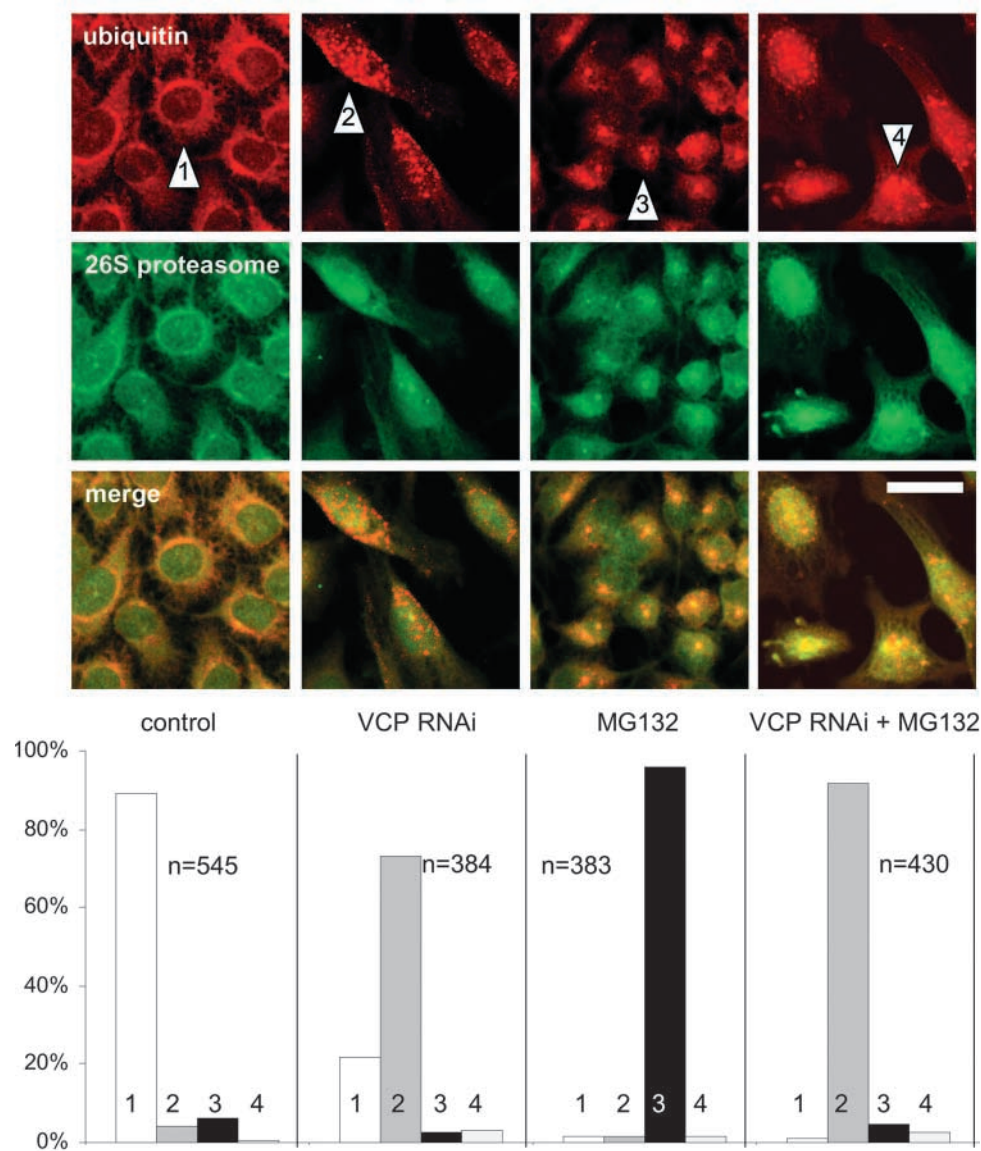 ubiquitin
1
2
3
4
26S proteasome
merge
control
VCP RNAi
MG132
VCP RNAi + MG132
100%
80%
60%
40%
20%
0%
n=545
n=384
n=383
n=430
1 2 3 4
1 2 3 4
1 2 3 4
1 2 3 4